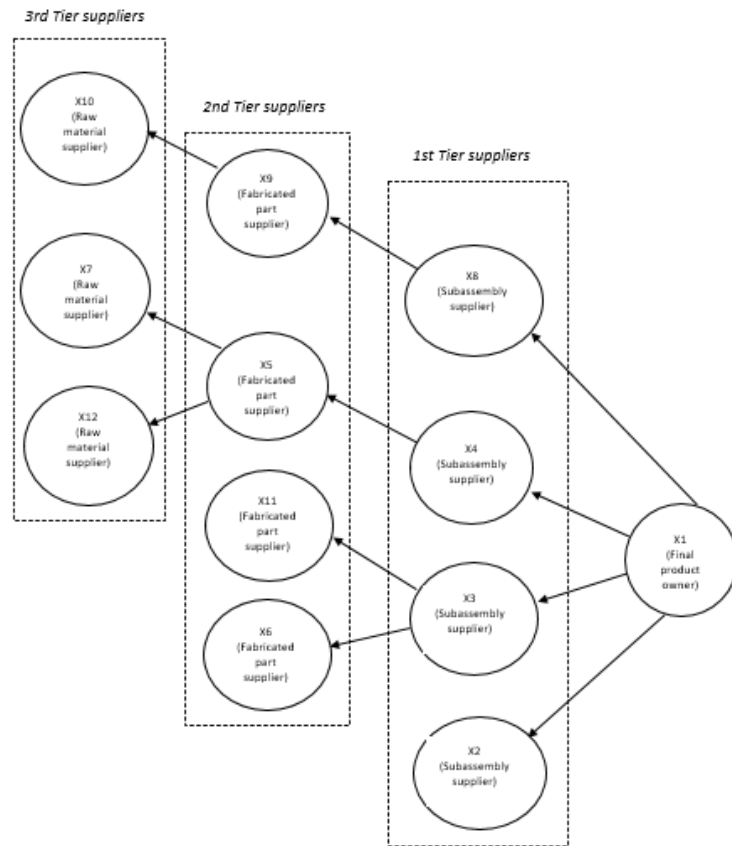 3rd Tier suppliers
X10
(Raw
material
supplier)
X7
(Raw
material
supplier)
X12
(Raw
material
supplier)
2nd Tier suppliers
X9
(Fabricated
part
supplier)
X5
(Fabricated part
supplier)
X11
(Fabricated
part
supplier)
X6
(Fabricated part
supplier)
1st Tier suppliers
X8
(Subassembly
supplier)
X4
(Subassembly
supplier)
X3
(Subassembly
supplier)
X2
(Subassembly
supplier)
X1
(Final
product
owner)